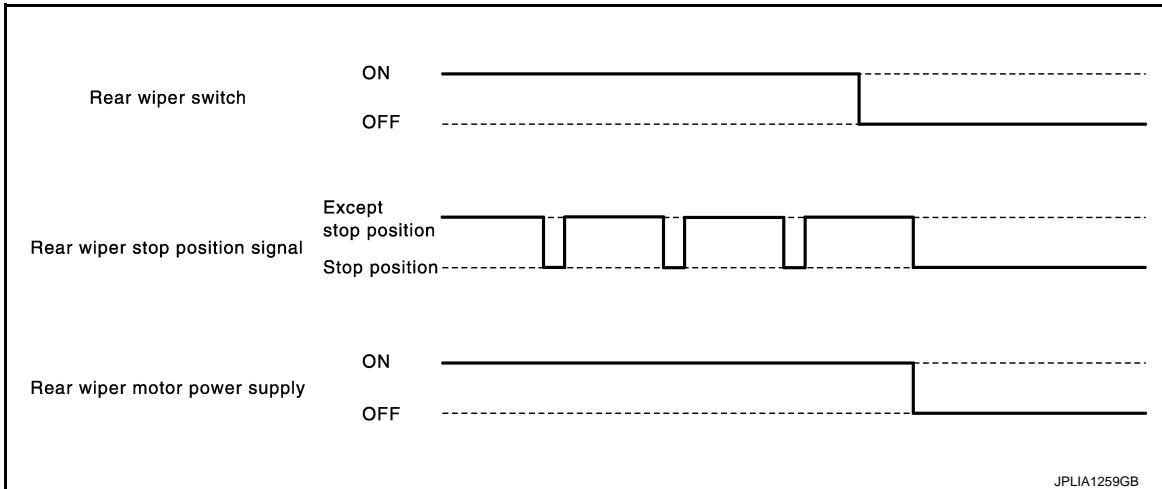 ON
Rear wiper switch
OFF
Except
stop position
Rear wiper stop position signal
Stop position
ON
Rear wiper motor power supply
OFF
JPLIA1259GB